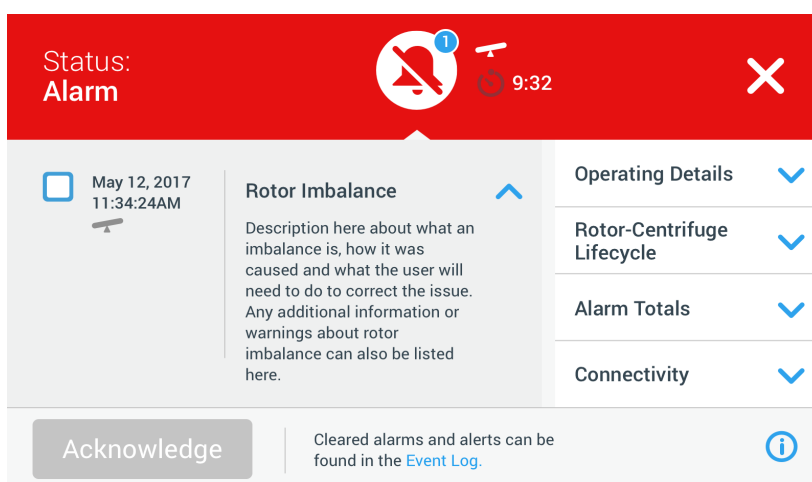 Status:
Alarm
1
9:32
May 12, 2017
11:34:24AM
Rotor Imbalance
Description here about what an
imbalance is, how it was
caused and what the user will
need to do to correct the issue.
Any additional information or
warnings about rotor
imbalance can also be listed
here.
Operating Details
Rotor-Centrifuge
Lifecycle
Alarm Totals
Connectivity
Acknowledge
Cleared alarms and alerts can be
found in the Event Log.